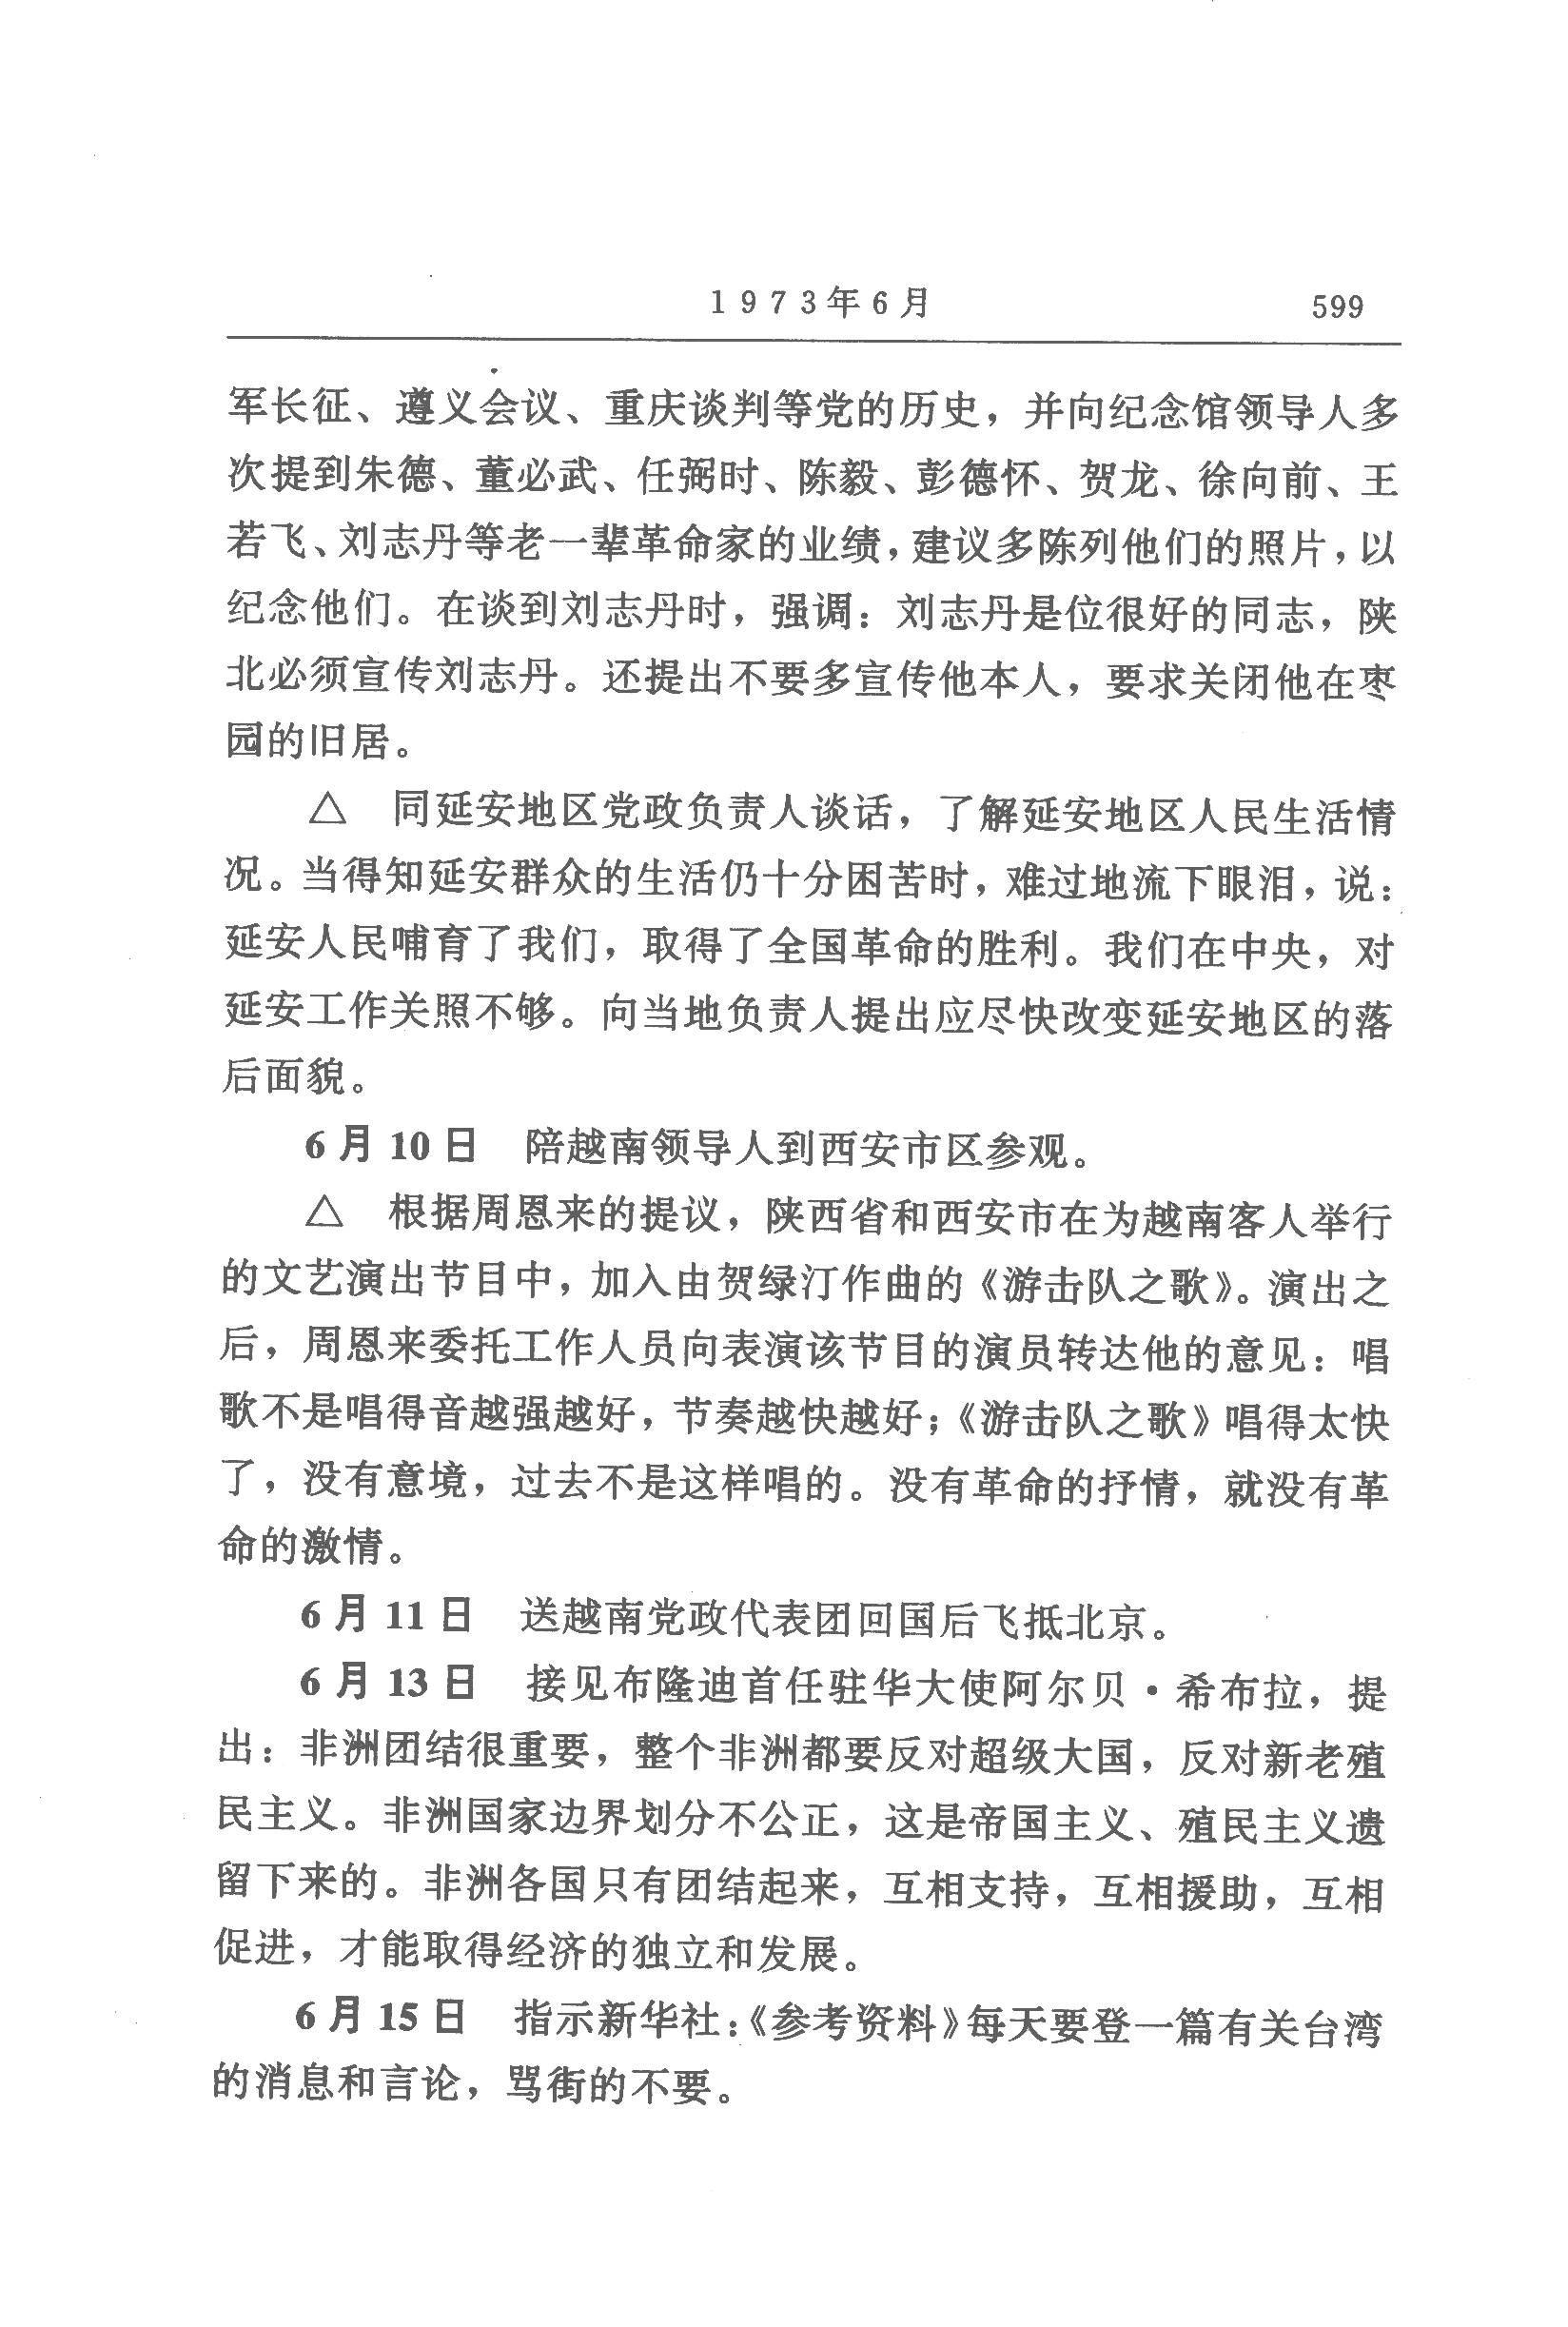 1973年6月 599
军长征、遵义会议、重庆谈判等党的历史，并向纪念馆领导人多
次提到朱德、董必武、任弼时、陈毅、彭德怀、贺龙、徐向前、王
若飞、刘志丹等老一辈革命家的业绩，建议多陈列他们的照片，以
纪念他们。在谈到刘志丹时，强调：刘志丹是位很好的同志，陕
北必须宣传刘志丹。还提出不要多宣传他本人，要求关闭他在枣
园的旧居。
△ 同延安地区党政负责人谈话，了解延安地区人民生活情
况。当得知延安群众的生活仍十分困苦时，难过地流下眼泪，说：
延安人民哺育了我们，取得了全国革命的胜利。我们在中央，对
延安工作关照不够。向当地负责人提出应尽快改变延安地区的落
后面貌。
6月10日 陪越南领导人到西安市区参观。
△ 根据周恩来的提议，陕西省和西安市在为越南客人举行
的文艺演出节目中，加入由贺绿汀作曲的《游击队之歌》。演出之
后，周恩来委托工作人员向表演该节目的演员转达他的意见：唱
歌不是唱得音越强越好，节奏越快越好；《游击队之歌》唱得太快
了，没有意境，过去不是这样唱的。没有革命的抒情，就没有革
命的激情。
6月11日 送越南党政代表团回国后飞抵北京。
6月13日 接见布隆迪首任驻华大使阿尔贝·希布拉，提
出：非洲团结很重要，整个非洲都要反对超级大国，反对新老殖
民主义。非洲国家边界划分不公正，这是帝国主义、殖民主义遗
留下来的。非洲各国只有团结起来，互相支持，互相援助，互相
促进，才能取得经济的独立和发展。
6月15日 指示新华社：《参考资料》每天要登一篇有关台湾
的消息和言论，骂街的不要。